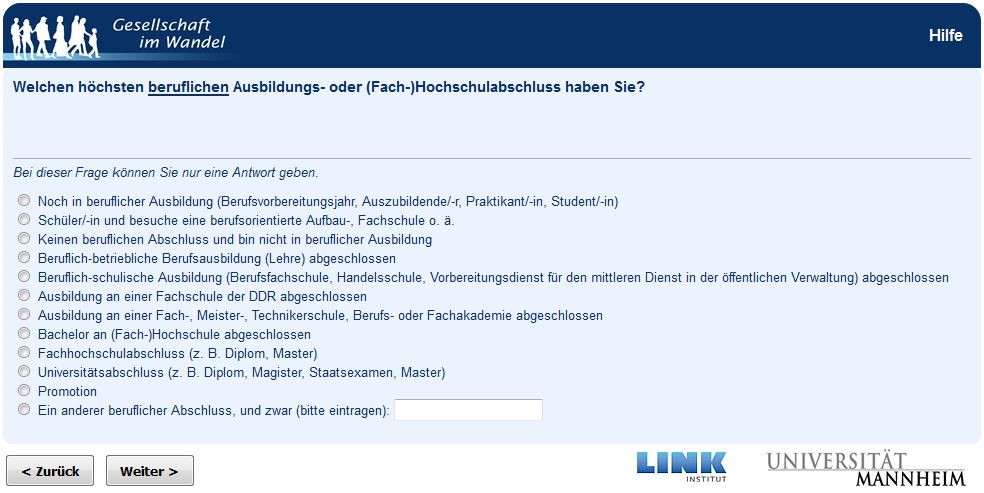 Gesellschaft
im Wandel
Hilfe
Welchen höchsten beruflichen Ausbildungs- oder (Fach-)Hochschulabschluss haben Sie?
Bei dieser Frage können Sie nur eine Antwort geben.
Noch in beruflicher Ausbildung (Berufsvorbereitungsjahr, Auszubildende/-r, Praktikant/-in, Student/-in)
Schüler/-in und besuche eine berufsorientierte Aufbau-, Fachschule o. ä.
Keinen beruflichen Abschluss und bin nicht in beruflicher Ausbildung
Beruflich-betriebliche Berufsausbildung (Lehre) abgeschlossen
Beruflich-schulische Ausbildung (Berufsfachschule, Handelsschule, Vorbereitungsdienst für den mittleren Dienst in der öffentlichen Verwaltung) abgeschlossen
Ausbildung an einer Fachschule der DDR abgeschlossen
Ausbildung an einer Fach-, Meister-, Technikerschule, Berufs- oder Fachakademie abgeschlossen
Bachelor an (Fach-)Hochschule abgeschlossen
Fachhochschulabschluss (z. B. Diplom, Master)
Universitätsabschluss (z. B. Diplom, Magister, Staatsexamen, Master)
Promotion
Ein anderer beruflicher Abschluss, und zwar (bitte eintragen):
< Zurück
Weiter >
LINK
INSTITUT
UNIVERSITÄT
MANNHEIM